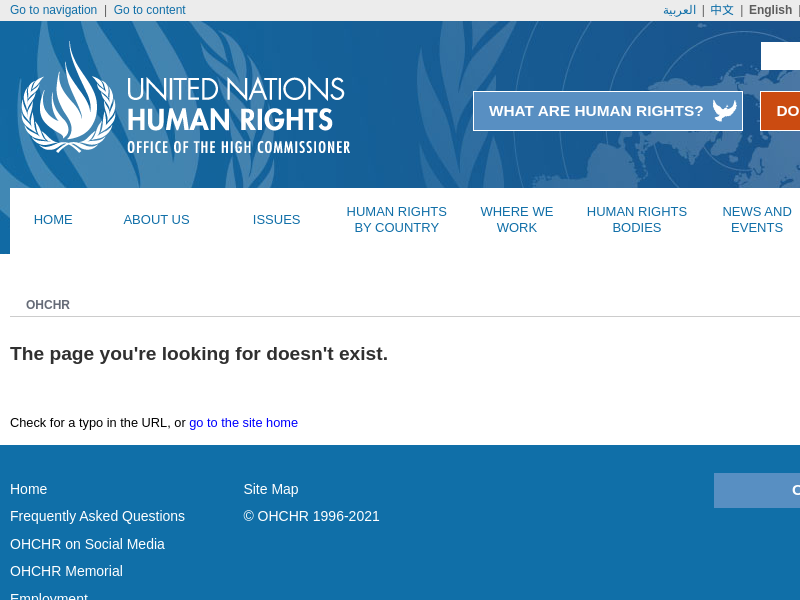 Go to navigation | Go to content
العربية | 中文 | English |
UNITED NATIONS
HUMAN RIGHTS
OFFICE OF THE HIGH COMMISSIONER
WHAT ARE HUMAN RIGHTS?
DO
HOME
ABOUT US
ISSUES
HUMAN RIGHTS
BY COUNTRY
WHERE WE
WORK
HUMAN RIGHTS
BODIES
NEWS AND
EVENTS
OHCHR
The page you're looking for doesn't exist.
Check for a typo in the URL, or go to the site home
Home
Frequently Asked Questions
OHCHR on Social Media
OHCHR Memorial
Employment
Site Map
© OHCHR 1996-2021